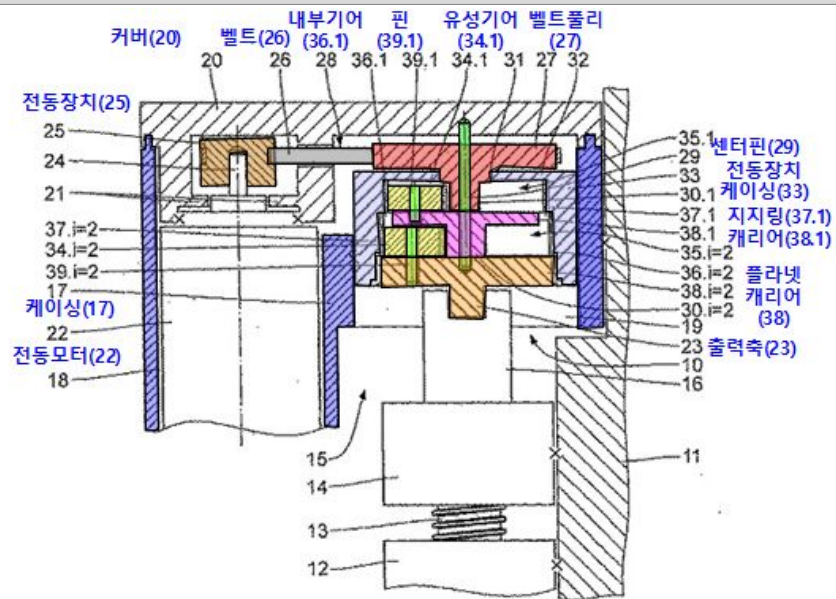 내부기어 핀 유성기어 벨트풀리
커버(20) 벨트(26) (36.1) (39.1) (34.1) (27)
20 26 28 36.1 39.1 34.1 31 27 32
전동장치(25)
25
24
21
37.i=2
34.i=2
39.i=2
17
케이싱(17)
22
전동모터(22)
18
35.1
29 센터핀(29)
33 전동장치
30.1 케이싱(33)
37.1 지지링(37.1)
38.1 캐리어(38.1)
35.i=2
36.i=2 플라넷
38.i=2 캐리어
30.i=2 (38)
19
23 출력축(23)
10
16
15
14
11
13
12